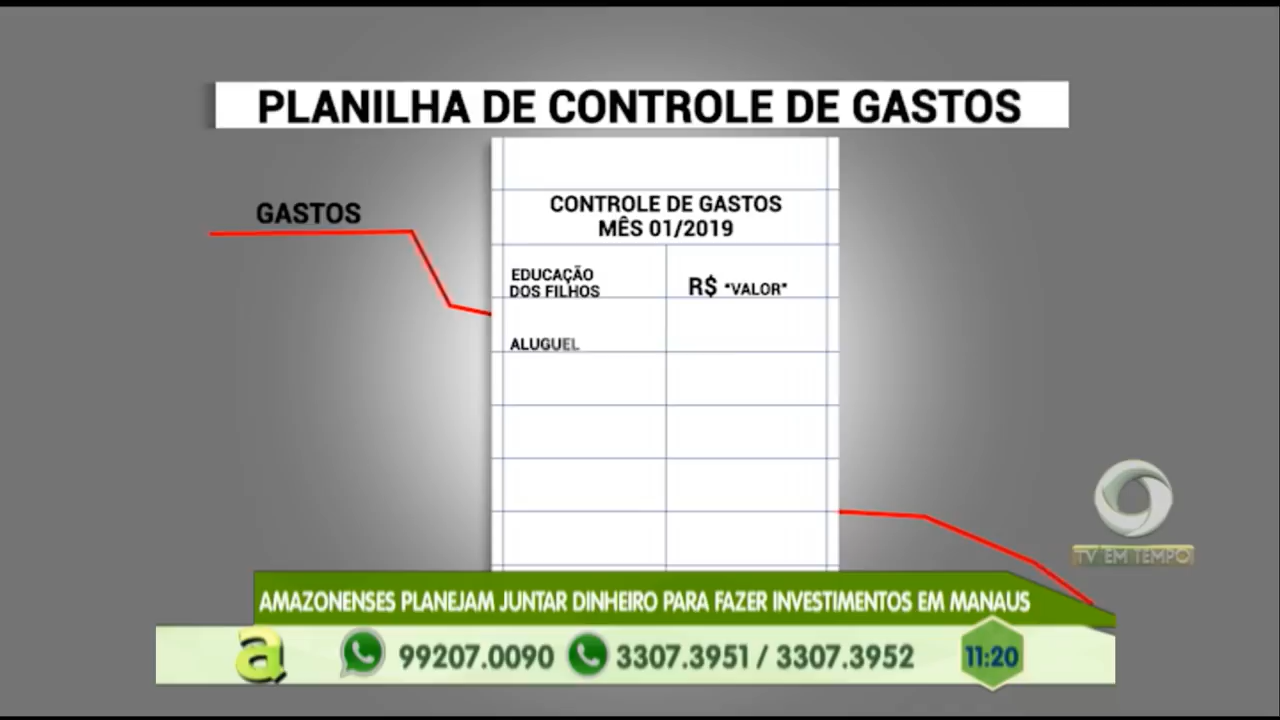 PLANILHA DE CONTROLE DE GASTOS
GASTOS
CONTROLE DE GASTOS
MÊS 01/2019
EDUCAÇÃO
DOS FILHOS
R$ "VALOR"
ALUGUEL
TV EM TEMPO
AMAZONENSES PLANEJAM JUNTAR DINHEIRO PARA FAZER INVESTIMENTOS EM MANAUS
a 99207.0090 3307.3951 / 3307.3952 11:20